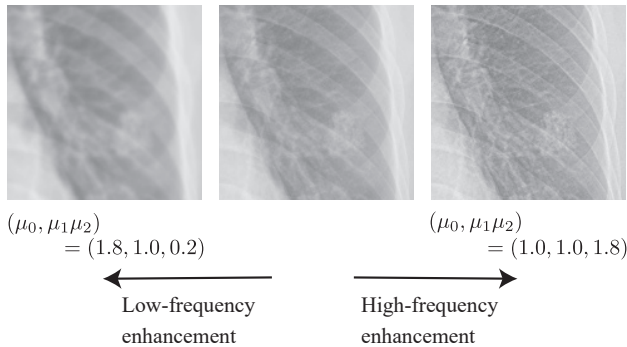 (μ₀, μ₁μ₂)
= (1.8, 1.0, 0.2)
(μ₀, μ₁μ₂)
= (1.0, 1.0, 1.8)
Low-frequency
enhancement
High-frequency
enhancement